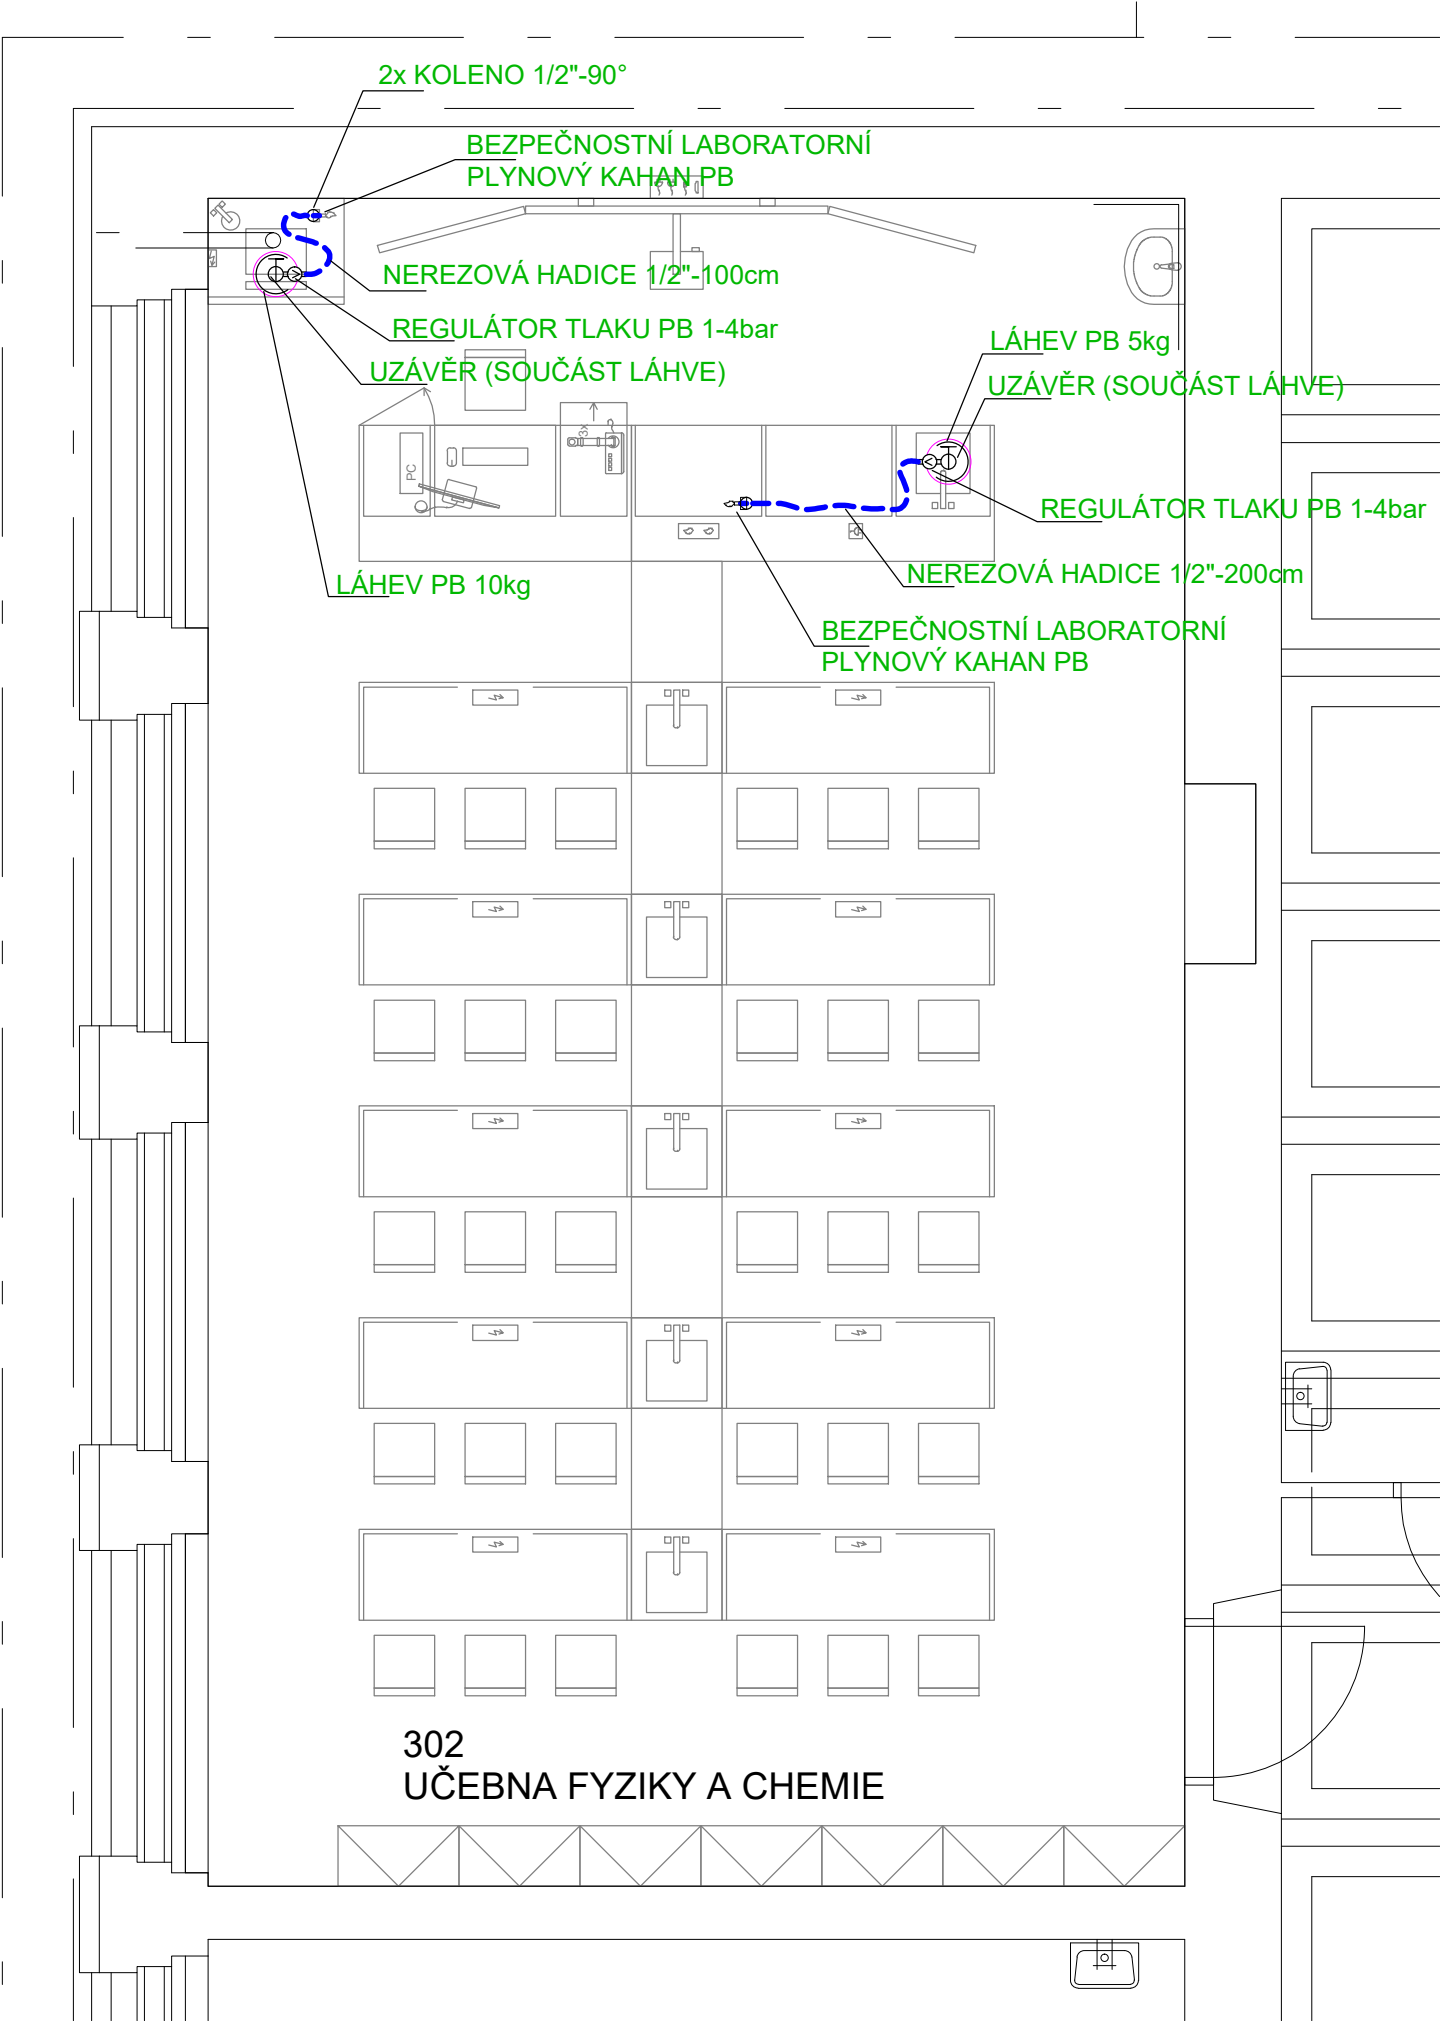 2x KOLENO 1/2"-90°
BEZPEČNOSTNÍ LABORATORNÍ
PLYNOVÝ KAHAN PB
NEREZOVÁ HADICE 1/2"-100cm
REGULÁTOR TLAKU PB 1-4bar
UZÁVĚR (SOUČÁST LÁHVE)
LÁHEV PB 5kg
UZÁVĚR (SOUČÁST LÁHVE)
3x
PC
REGULÁTOR TLAKU PB 1-4bar
LÁHEV PB 10kg
NEREZOVÁ HADICE 1/2"-200cm
BEZPEČNOSTNÍ LABORATORNÍ
PLYNOVÝ KAHAN PB
302
UČEBNA FYZIKY A CHEMIE